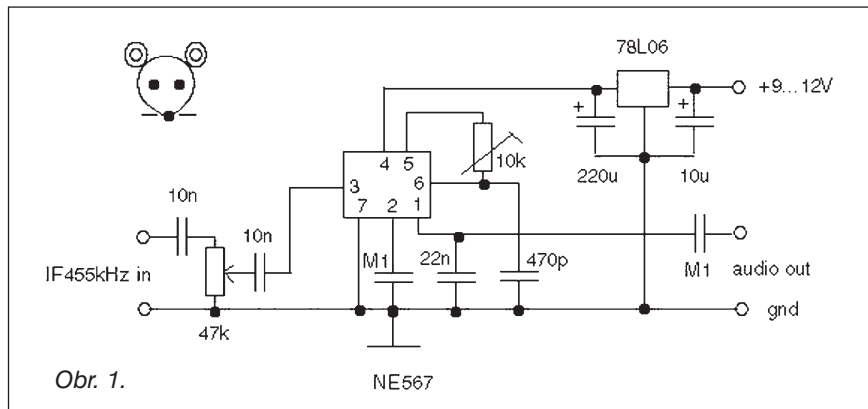 78L06
+9...12V
4 5
10k
220u
10u
3
6
10n
7 2 1
10n
M1
22n
470p
M1
audio out
IF455kHz in
47k
gnd
NE567
Obr. 1.